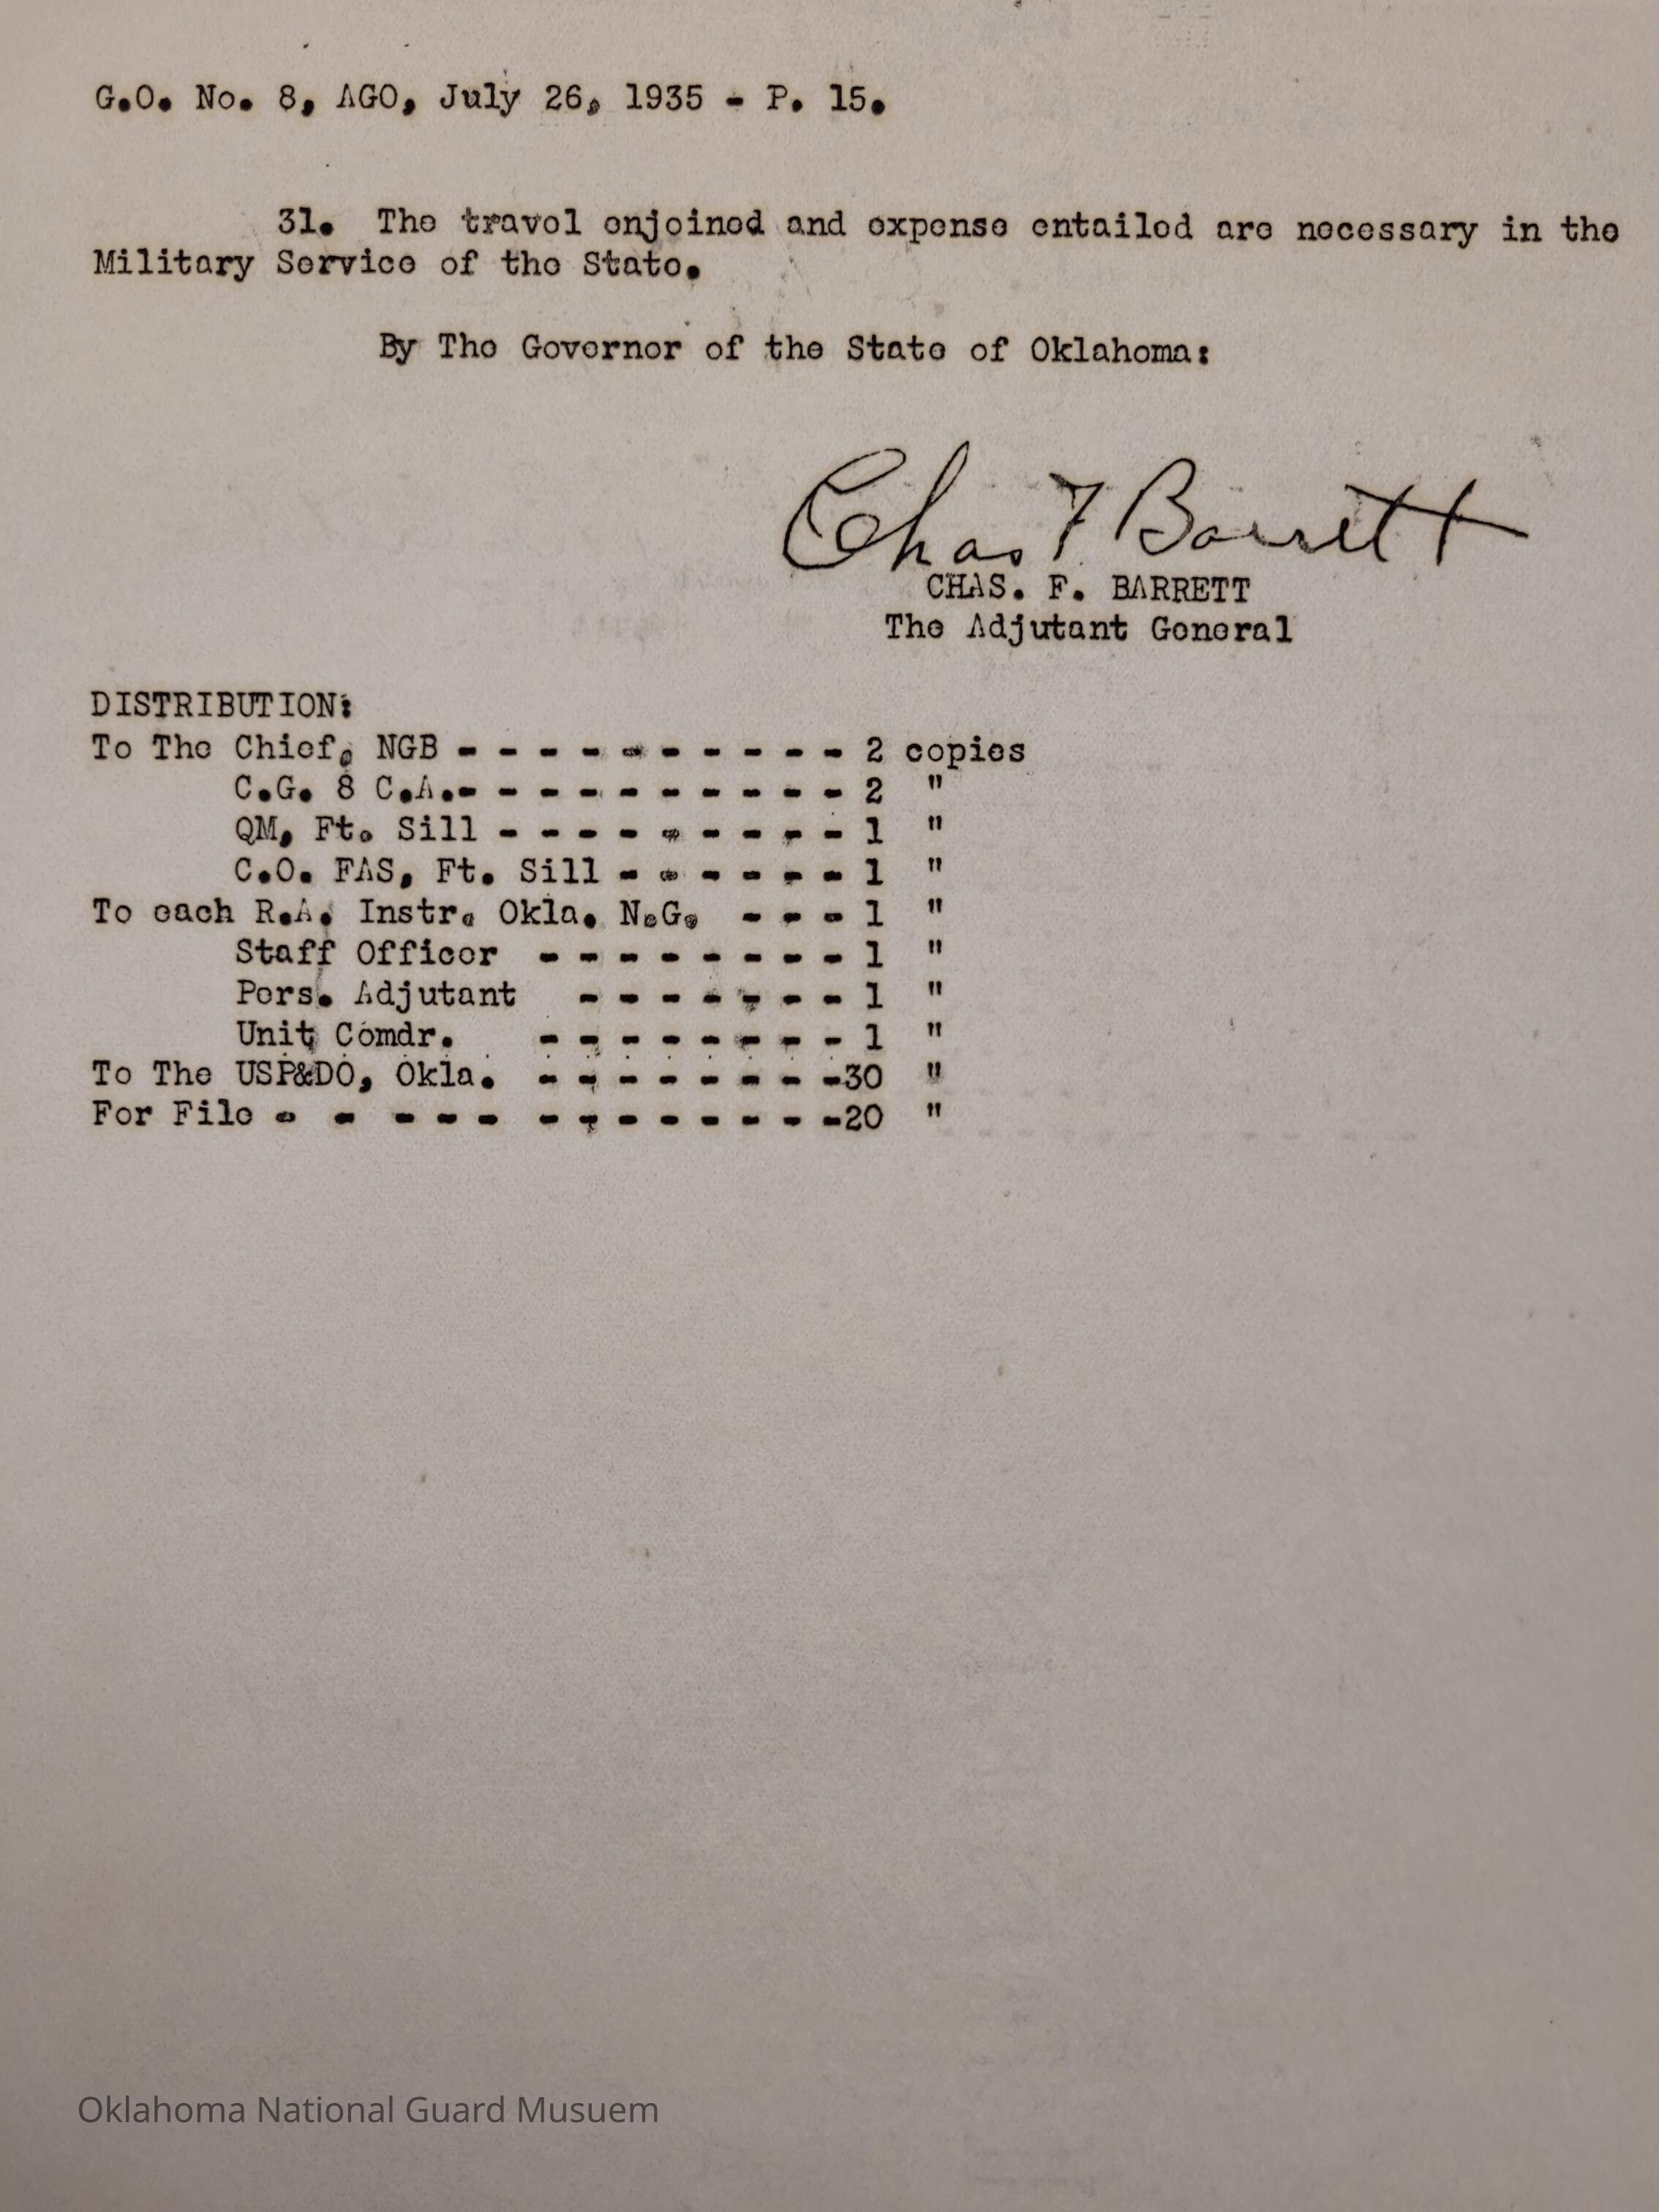 G.O. No. 8, AGO, July 26, 1935 - P. 15.
31. The travel enjoined and expense entailed are necessary in the
Military Service of the State.
By The Governor of the State of Oklahoma:
Chas F Barrett
CHAS. F. BARRETT
The Adjutant General
DISTRIBUTION:
To The Chief, NGB - - - - - - - - - - 2 copies
C.G. 8 C.A.- - - - - - - - - - 2 "
QM, Ft. Sill - - - - - - - - - 1 "
C.O. FAS, Ft. Sill - - - - - - 1 "
To each R.A. Instr. Okla. N.G. - - - 1 "
Staff Officer - - - - - - - - 1 "
Pers. Adjutant - - - - - - - 1 "
Unit Comdr. - - - - - - - - 1 "
To The USP&DO, Okla. - - - - - - - -30 "
For File - - - - - - - - - - - - -20 "
Oklahoma National Guard Musuem